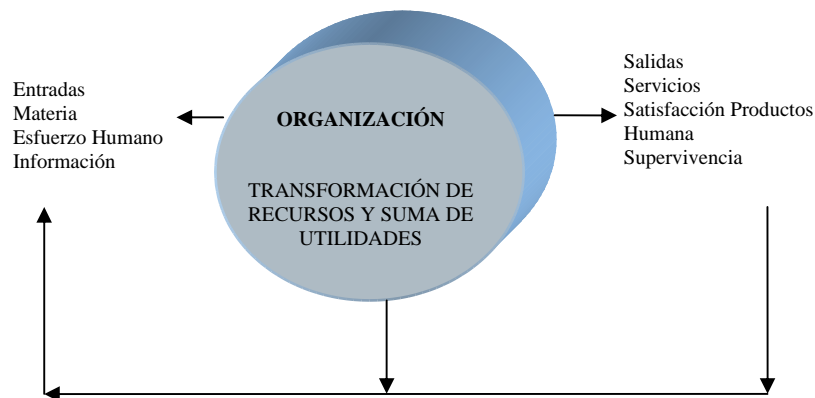 Entradas
Materia
Esfuerzo Humano
Información
ORGANIZACIÓN
TRANSFORMACIÓN DE
RECURSOS Y SUMA DE
UTILIDADES
Salidas
Servicios
Satisfacción Productos
Humana
Supervivencia